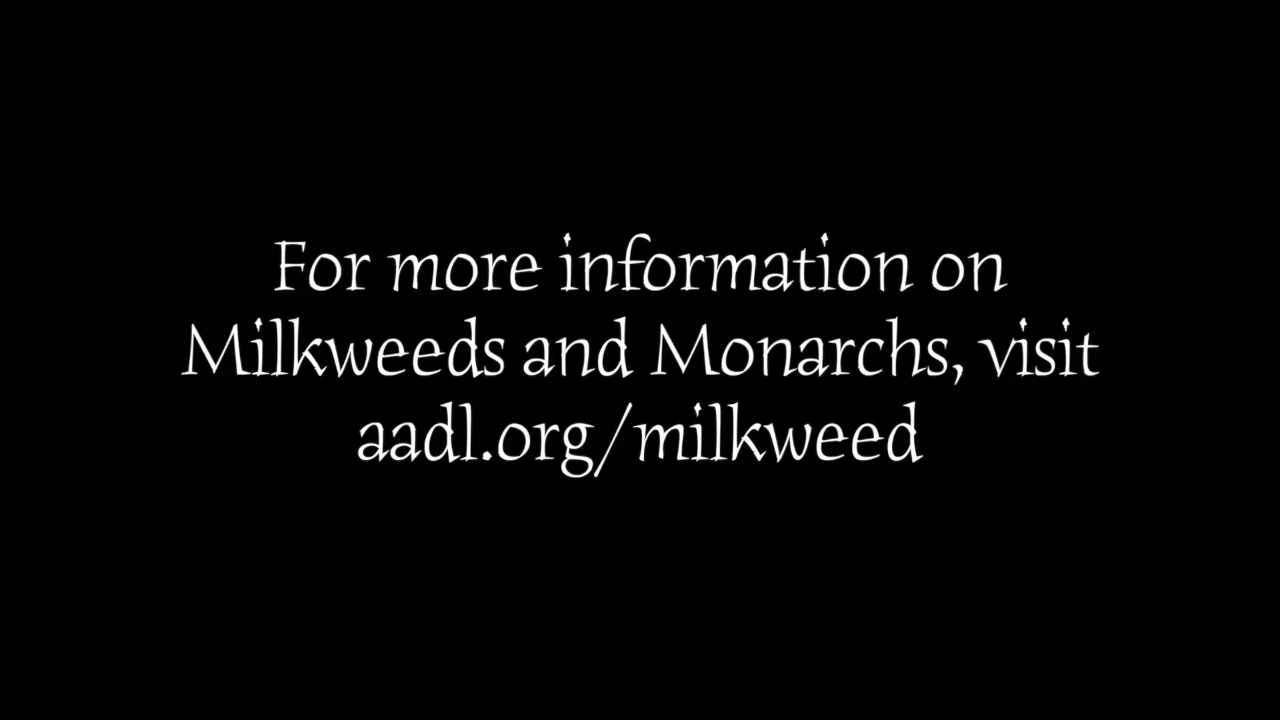 For more information on
Milkweeds and Monarchs, visit
aadl.org/milkweed